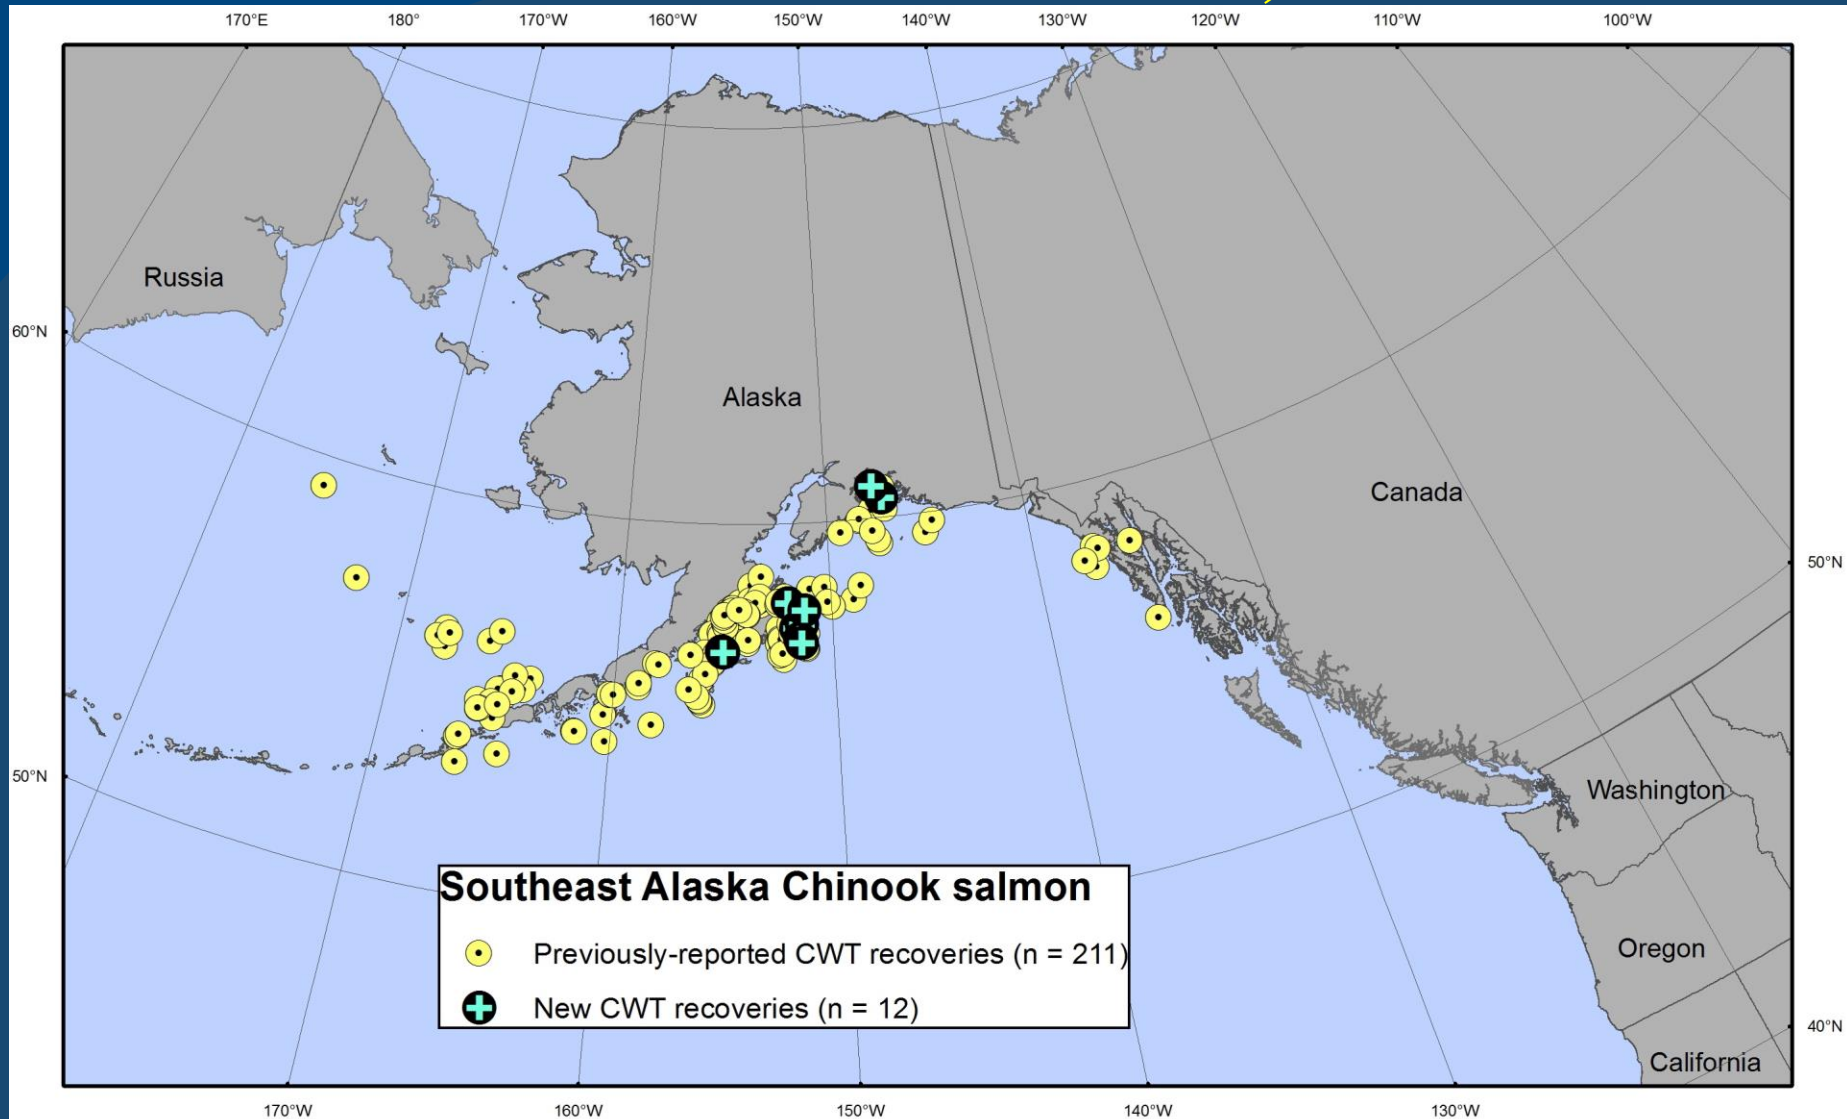 170°E 180° 170°W 160°W 150°W 140°W 130°W 120°W 110°W 100°W
Russia
60°N
Alaska
Canada
50°N
50°N
Washington
Southeast Alaska Chinook salmon
Previously-reported CWT recoveries (n = 211)
Oregon
New CWT recoveries (n = 12)
40°N
California
170°W 160°W 150°W 140°W 130°W